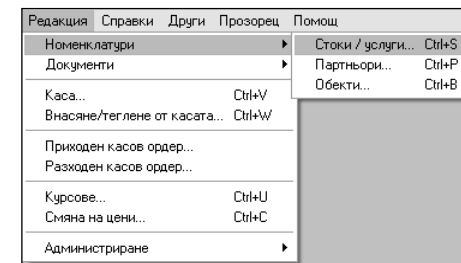 Редакция Справки Други Прозорец Помощ
Номенклатури
Документи
Каса... Ctrl+V
Внасяне/теглене от касата... Ctrl+W
Приходен касов ордер...
Разходен касов ордер...
Курсове... Ctrl+U
Смяна на цени... Ctrl+C
Администриране
Стоки / услуги... Ctrl+S
Партньори... Ctrl+P
Обекти... Ctrl+B